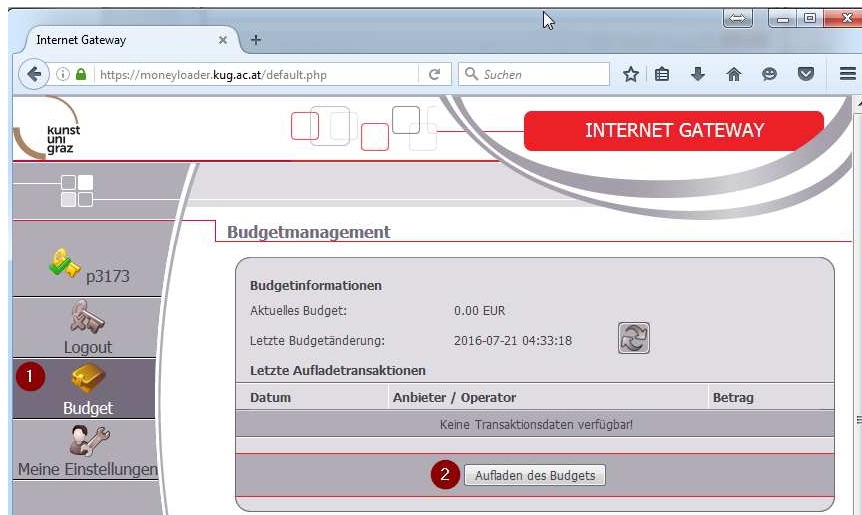 Internet Gateway
https://moneyloader.kug.ac.at/default.php
Suchen
kunst
uni
graz
INTERNET GATEWAY
Budgetmanagement
p3173
Logout
1
Budget
Meine Einstellungen
Budgetinformationen
Aktuelles Budget: 0.00 EUR
Letzte Budgetänderung: 2016-07-21 04:33:18
Letzte Aufladetransaktionen
Datum Anbieter / Operator Betrag
Keine Transaktionsdaten verfügbar!
2 Aufladen des Budgets